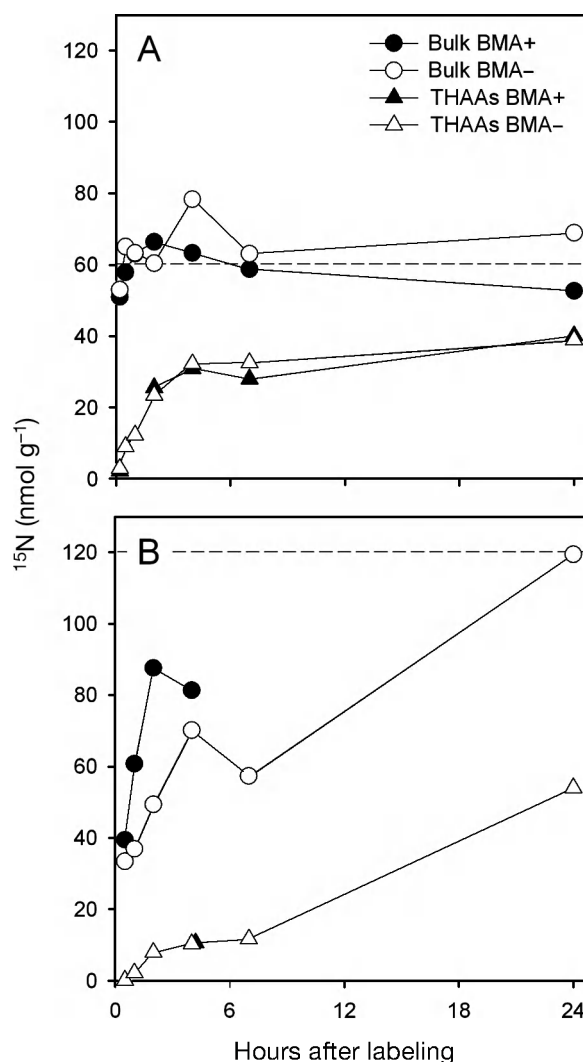 A
Bulk BMA+
Bulk BMA–
THAAs BMA+
THAAs BMA–
120
100
80
60
40
20
0
¹⁵N (nmol g⁻¹)
B
120
100
80
60
40
20
0
0 6 12 18 24
Hours after labeling